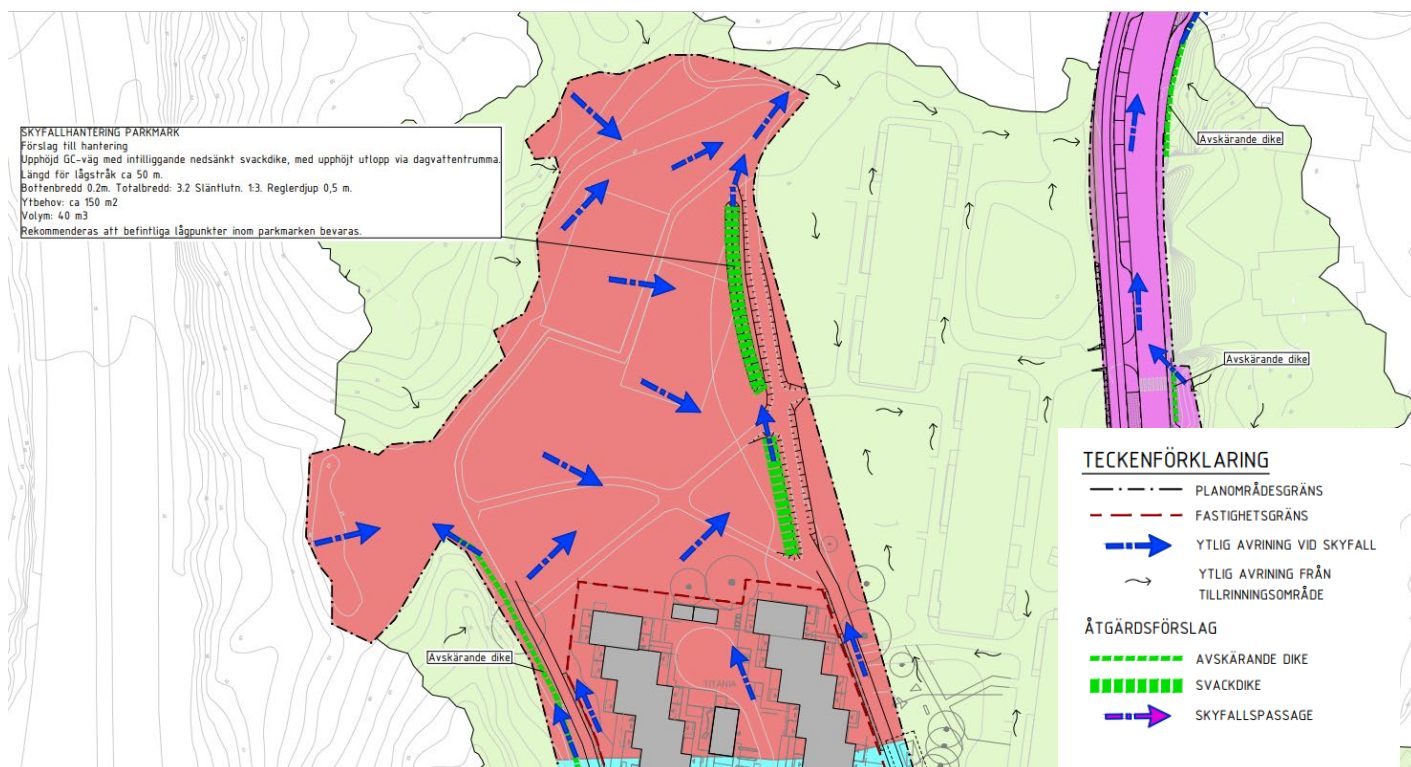 SKYFALLHANTERING PARKMARK
Förslag till hantering
Upphöjd GC-väg med intilliggande nedsänkt svackdike, med upphöjt utlopp via dagvattentrumma.
Längd för lågstråk ca 50 m.
Bottenbredd 0.2m. Totalbredd: 3.2 Släntlutn. 1:3. Reglerdjup 0,5 m.
Ytbehov: ca 150 m2
Volym: 40 m3
Rekommenderas att befintliga lågpunkter inom parkmarken bevaras.
Avskärande dike
Avskärande dike
Avskärande dike
TITANIA
TECKENFÖRKLARING
PLANOMRÅDESGRÄNS
FASTIGHETSGRÄNS
YTLIG AVRINING VID SKYFALL
YTLIG AVRINING FRÅN
TILLRINNINGSOMRÅDE
ÅTGÄRDSFÖRSLAG
AVSKÄRANDE DIKE
SVACKDIKE
SKYFALLSPASSAGE